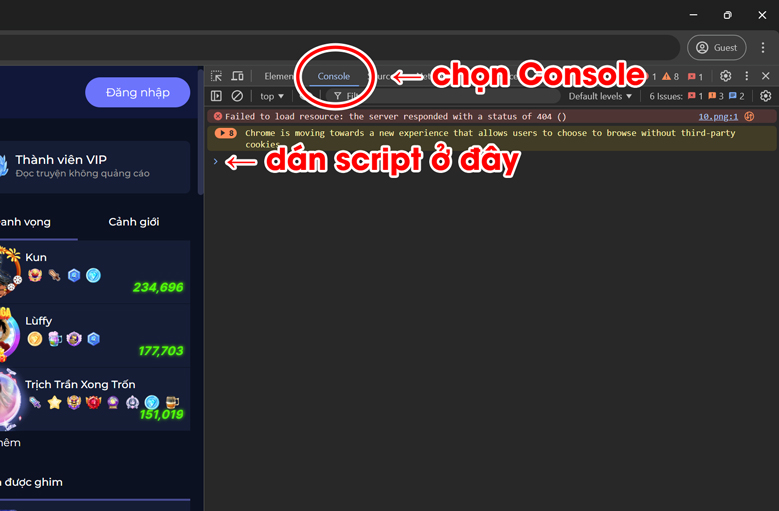 Guest
Elemen
Console
← chọn Console
1
8
1
Đăng nhập
top
Default levels
6 Issues:
1
3
2
Failed to load resource: the server responded with a status of 404 ()
10.png:1
8
Chrome is moving towards a new experience that allows users to choose to browse without third-party
cookies
← dán script ở đây
Thành viên VIP
Đọc truyện không quảng cáo
anh vọng
Cảnh giới
Kun
234,696
Lùffy
177,703
Trịch Trần Xong Trốn
151,019
hêm
được ghim